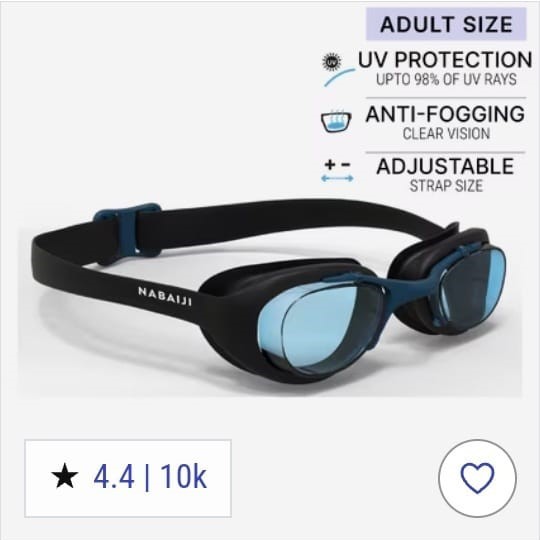 ADULT SIZE
UV
UV PROTECTION
UPTO 98% OF UV RAYS
ANTI-FOGGING
CLEAR VISION
+ -
ADJUSTABLE
STRAP SIZE
NABAIJI
★ 4.4 | 10k